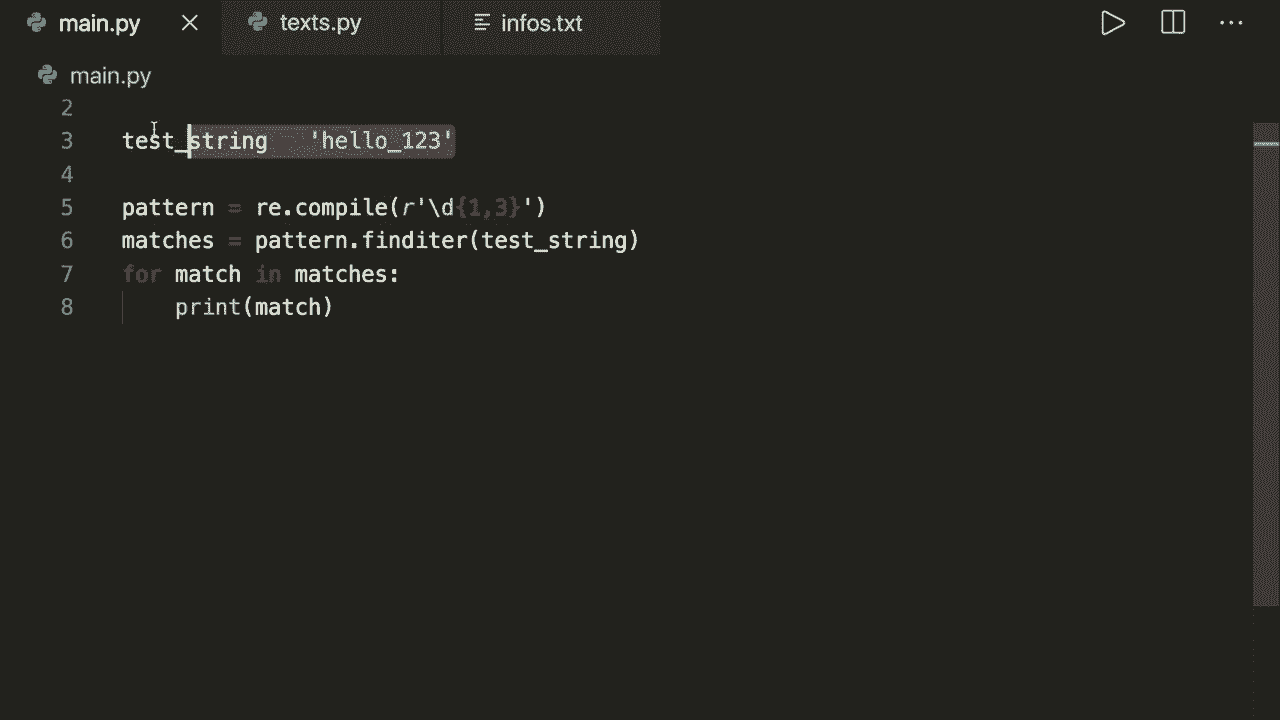 main.py texts.py infos.txt
main.py
2
3 test_string 'hello_123'
4
5 pattern = re.compile(r'\d{1,3}')
6 matches = pattern.finditer(test_string)
7 for match in matches:
8 print(match)